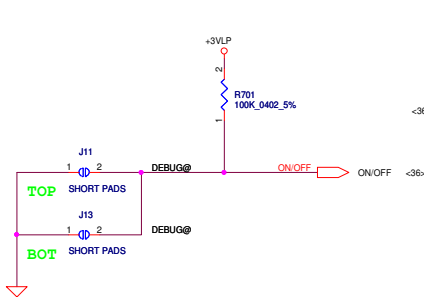 +3VLP
2
R701
100K_0402_5%
1
<36
J11
1 2 DEBUG@ ON/OFF ON/OFF <36>
TOP SHORT PADS
J13
1 2 DEBUG@
BOT SHORT PADS